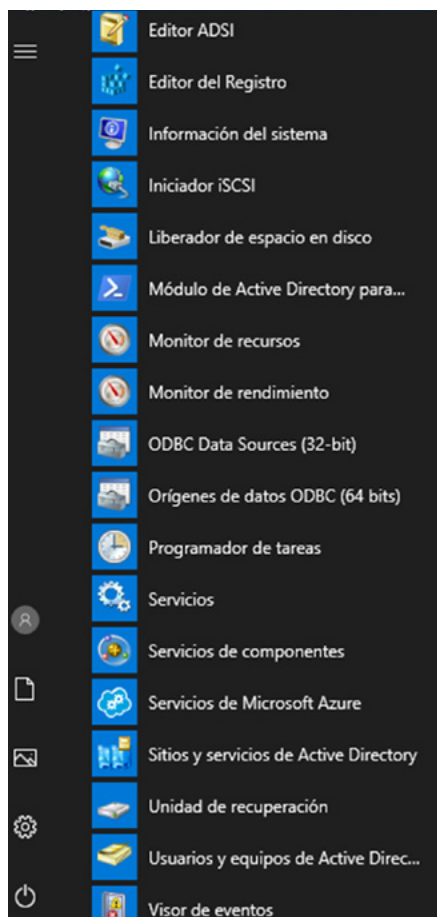 Editor ADSI
Editor del Registro
Información del sistema
Iniciador iSCSI
Liberador de espacio en disco
Módulo de Active Directory para...
Monitor de recursos
Monitor de rendimiento
ODBC Data Sources (32-bit)
Orígenes de datos ODBC (64 bits)
Programador de tareas
Servicios
Servicios de componentes
Servicios de Microsoft Azure
Sitios y servicios de Active Directory
Unidad de recuperación
Usuarios y equipos de Active Direc...
Visor de eventos